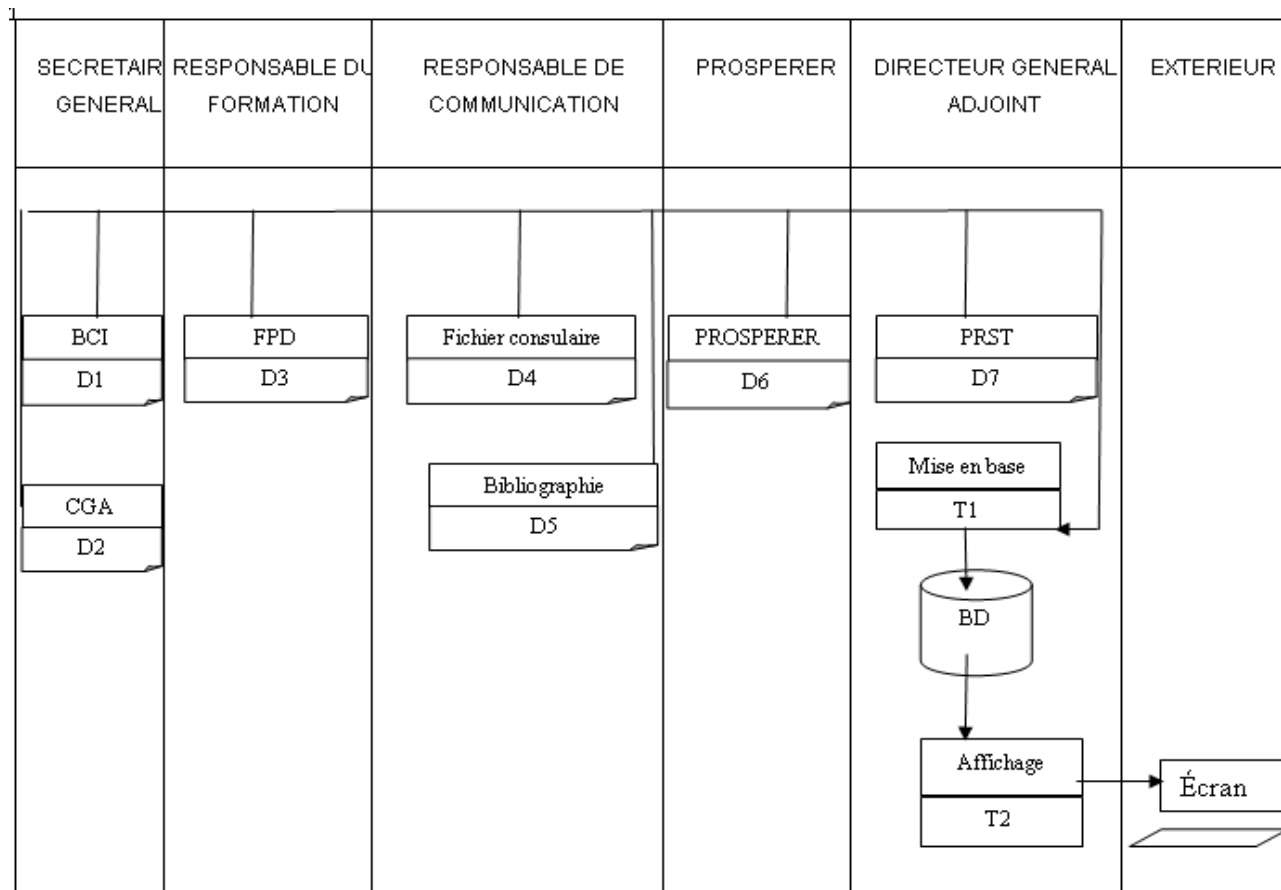 SECRETAIR
GENERAL
RESPONSABLE DU
FORMATION
RESPONSABLE DE
COMMUNICATION
PROSPERER
DIRECTEUR GENERAL
ADJOINT
EXTERIEUR
BCI
D1
FPD
D3
Fichier consulaire
D4
PROSPERER
D6
PRST
D7
CGA
D2
Bibliographie
D5
Mise en base
T1
BD
Affichage
T2
Écran